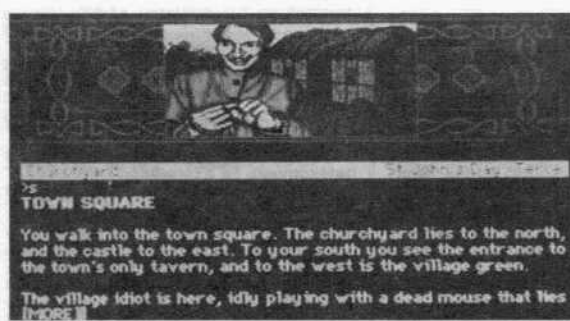 Churchyard St John's Day, Terce
>s
TOWN SQUARE
You walk into the town square. The churchyard lies to the north,
and the castle to the east. To your south you see the entrance to
the town's only tavern, and to the west is the village green.
The village idiot is here, idly playing with a dead mouse that lies
[MORE]